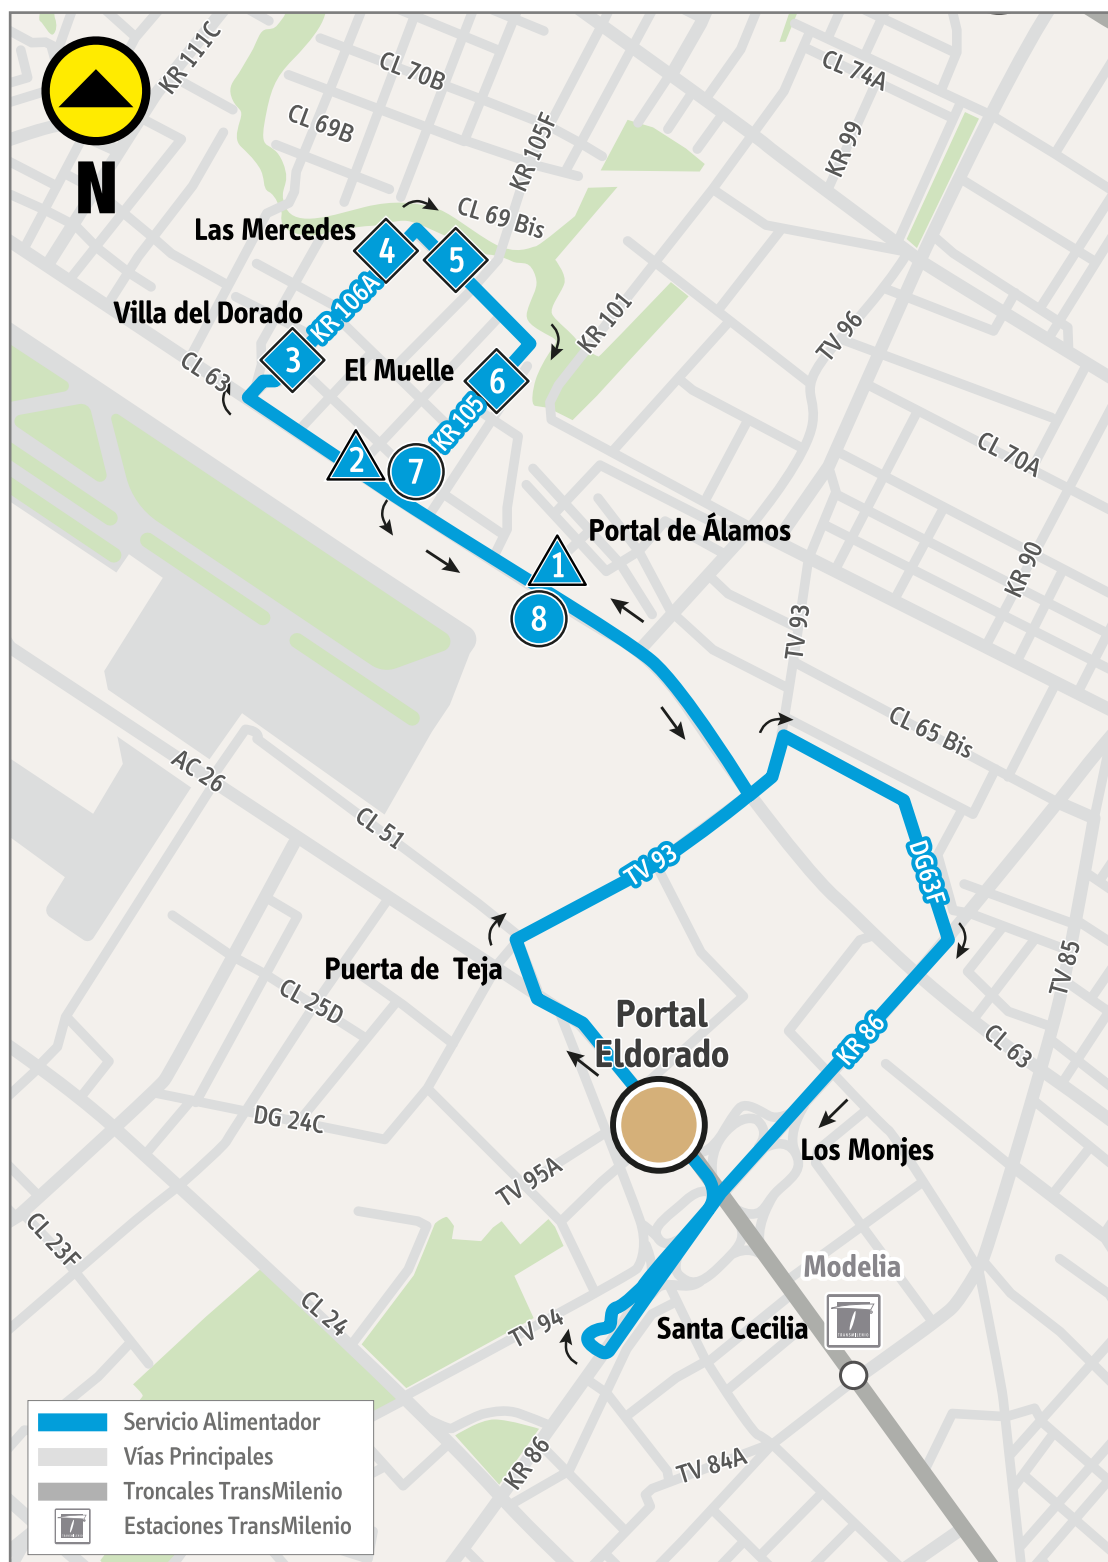 KR 111C
CL 70B
CL 74A
CL 69B
KR 105F
KR 99
N
CL 69 Bis
Las Mercedes
4
5
KR 106A
Villa del Dorado
KR 101
TV 96
3
CL 63
El Muelle
6
KR 105
CL 70A
2
7
Portal de Álamos
1
KR 90
8
TV 93
CL 65 Bis
AC 26
CL 51
TV 93
DG63F
Puerta de Teja
TV 85
CL 25D
Portal
Eldorado
KR 86
CL 63
DG 24C
Los Monjes
TV 95A
CL 23F
Modelia
CL 24
TV 94
Santa Cecilia
TRANSMILENIO
KR 86
TV 84A
Servicio Alimentador
Vías Principales
Troncales TransMilenio
Estaciones TransMilenio